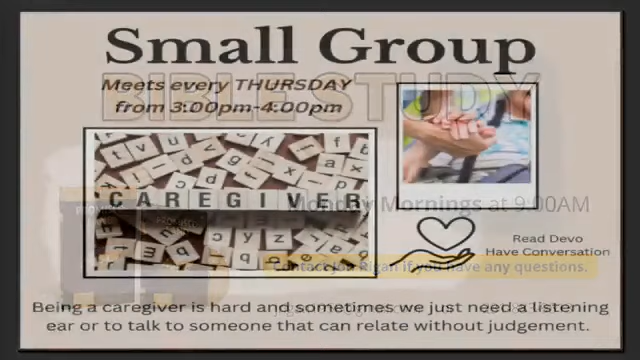 Small Group
BIBLE STUDY
Meets every THURSDAY
from 3:00pm-4:00pm
CAREGIVER
Monday Mornings at 9:00AM
Read Devo
Have Conversation
if you have any questions.
Being a caregiver is hard and sometimes we just need a listening
ear or to talk to someone that can relate without judgement.